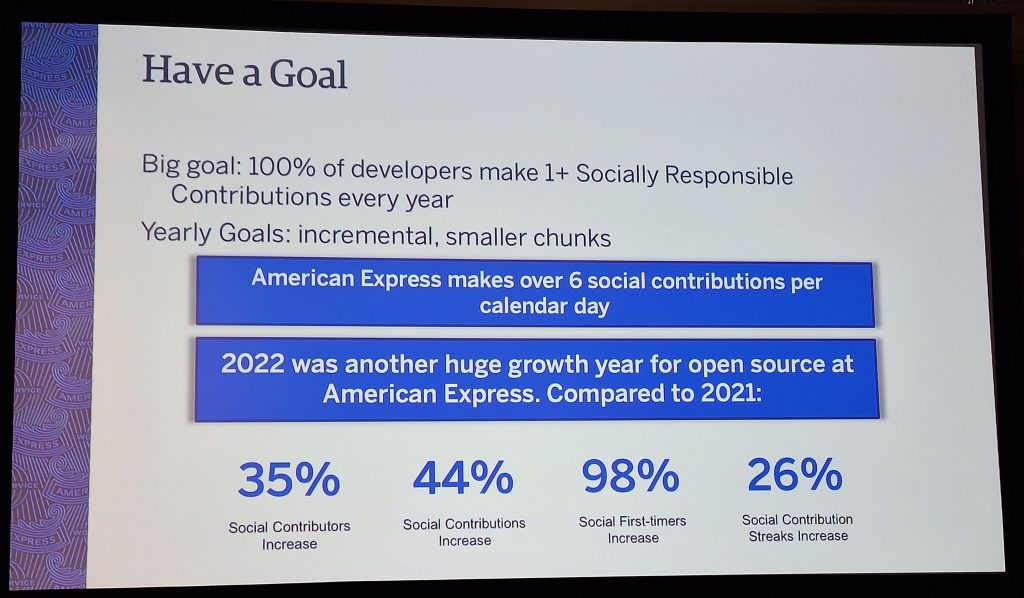 Have a Goal
Big goal: 100% of developers make 1+ Socially Responsible
Contributions every year
Yearly Goals: incremental, smaller chunks
American Express makes over 6 social contributions per
calendar day
2022 was another huge growth year for open source at
American Express. Compared to 2021:
35% 44% 98% 26%
Social Contributors Social Contributions Social First-timers Social Contribution
Increase Increase Increase Streaks Increase